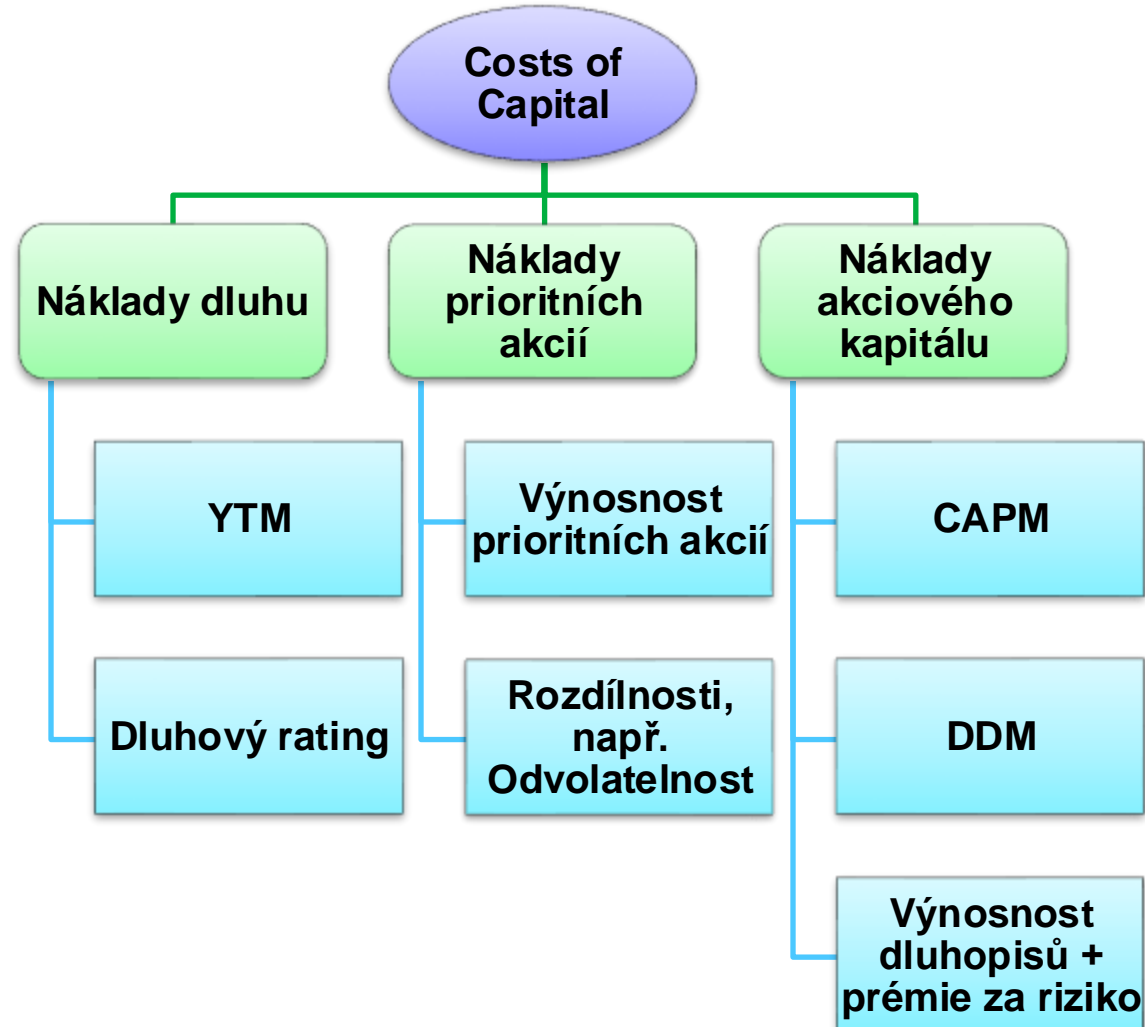 Costs of
Capital
Náklady dluhu
Náklady
prioritních
akcií
Náklady
akciového
kapitálu
YTM
Výnosnost
prioritních akcií
CAPM
Dluhový rating
Rozdílnosti,
např.
Odvolatelnost
DDM
Výnosnost
dluhopisů +
prémie za riziko